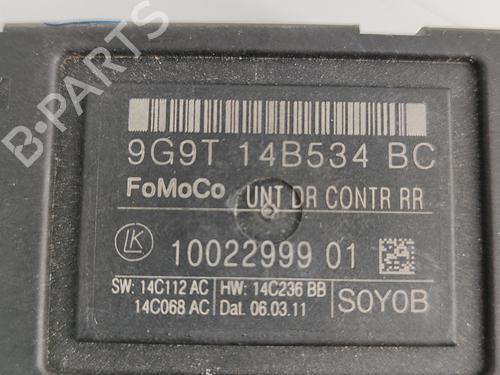 B-PARTS
9G9T 14B534 BC
FoMoCo UNT DR CONTR RR
LK 10022999 01
SW: 14C112 AC HW: 14C236 BB
14C068 AC Dat. 06.03.11 S0Y0B